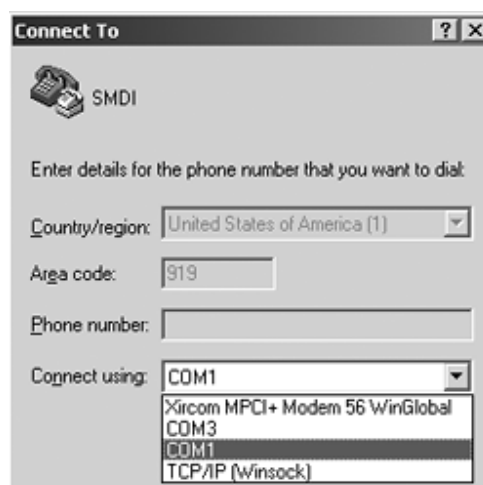 Connect To
SMDI
Enter details for the phone number that you want to dial:
Country/region: United States of America (1)
Area code: 919
Phone number:
Connect using: COM1
Xircom MPCI+ Modem 56 WinGlobal
COM3
COM1
TCP/IP (Winsock)